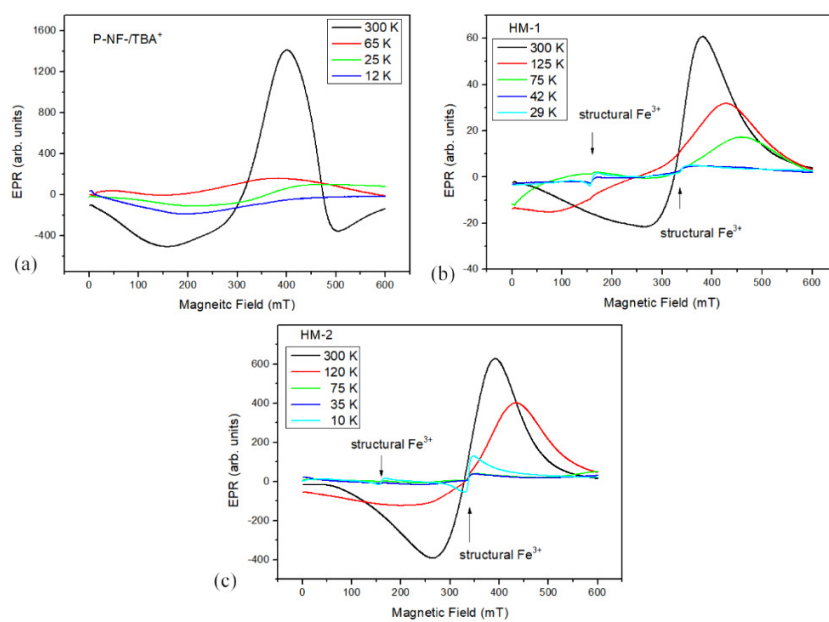 P-NF-/TBA+
300 K
65 K
25 K
12 K
1600
1200
800
400
0
-400
EPR (arb. units)
0 100 200 300 400 500 600
Magneitc Field (mT)
(a)
HM-1
300 K
125 K
75 K
42 K
29 K
structural Fe3+
structural Fe3+
60
40
20
0
-20
-40
EPR (arb. units)
0 100 200 300 400 500 600
Magnetic Field (mT)
(b)
HM-2
300 K
120 K
75 K
35 K
10 K
structural Fe3+
structural Fe3+
600
400
200
0
-200
-400
EPR (arb. units)
0 100 200 300 400 500 600
Magnetic Field (mT)
(c)